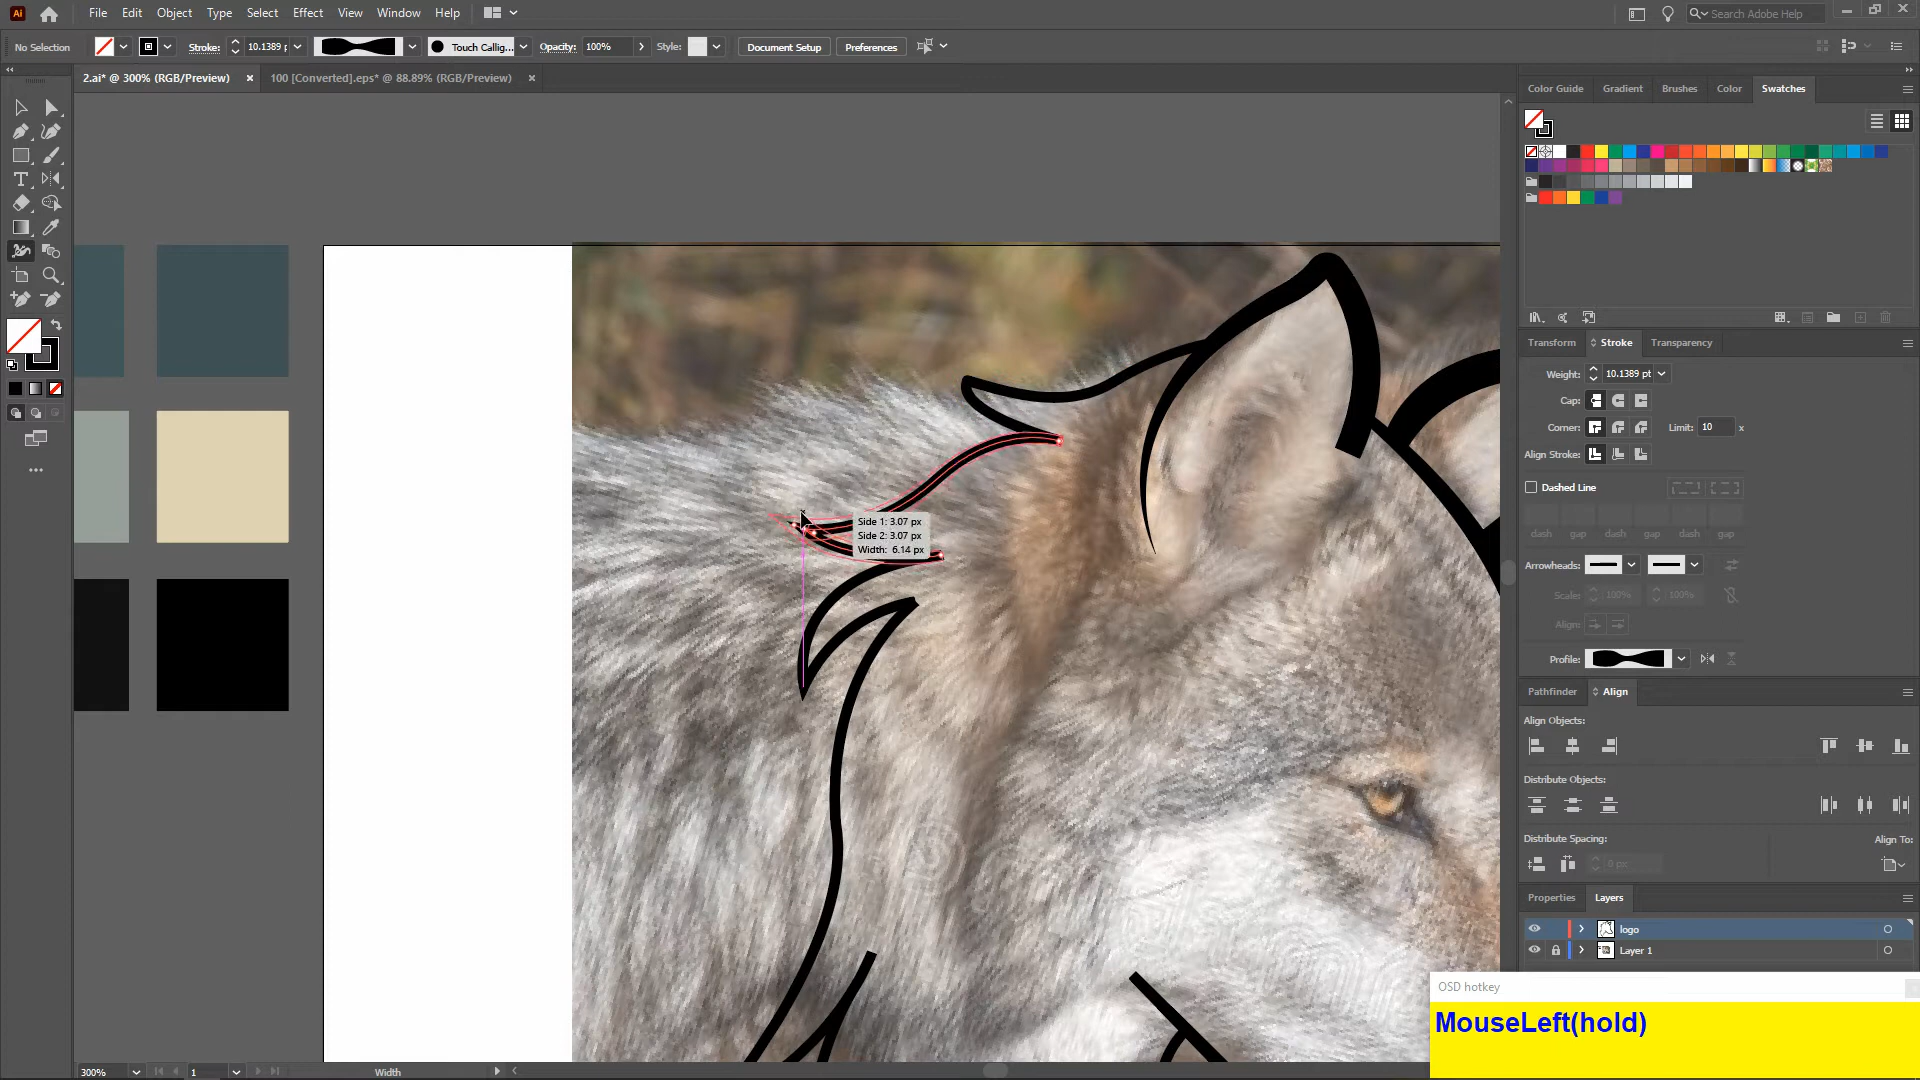 Ai File Edit Object Type Select Effect View Window Help Search Adobe Help
No Selection Stroke: 10.1389 p Touch Callig... Opacity: 100% Style: Document Setup Preferences
2.ai* @ 300% (RGB/Preview) × 100 [Converted].eps* @ 88.89% (RGB/Preview) ×
Color Guide Gradient Brushes Color Swatches
Transform Stroke Transparency
Weight: 10.1389 pt
Cap:
Corner: Limit: 10 x
Align Stroke:
Dashed Line
dash gap dash gap dash gap
Arrowheads:
Scale: 100% 100%
Align:
Profile:
Side 1: 3.07 px
Side 2: 3.07 px
Width: 6.14 px
Pathfinder Align
Align Objects:
Distribute Objects:
Distribute Spacing: Align To:
0 px
Properties Layers
logo
Layer 1
OSD hotkey
MouseLeft(hold)
300% 1 Width